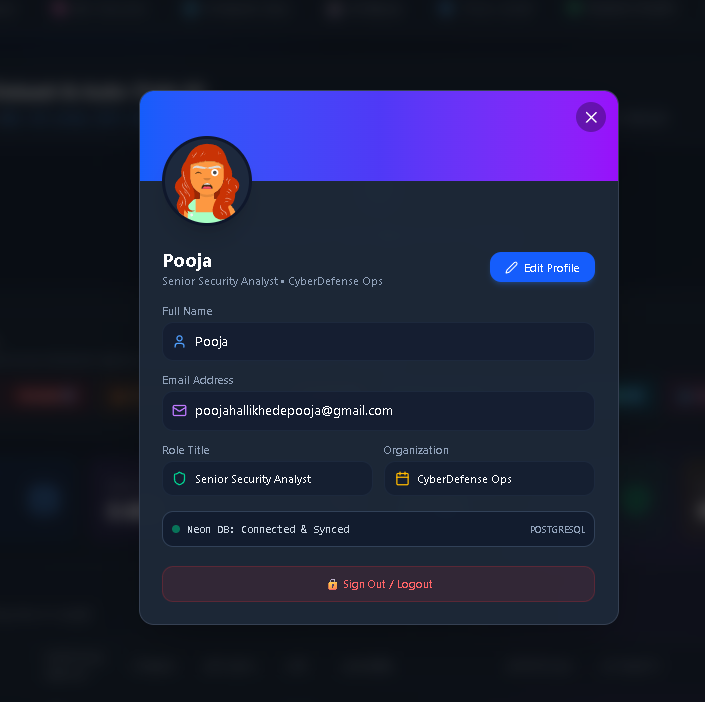 Pooja
Senior Security Analyst • CyberDefense Ops
Edit Profile
Full Name
Pooja
Email Address
poojahallikhedepooja@gmail.com
Role Title
Organization
Senior Security Analyst
CyberDefense Ops
Neon DB: Connected & Synced
POSTGRESQL
Sign Out / Logout